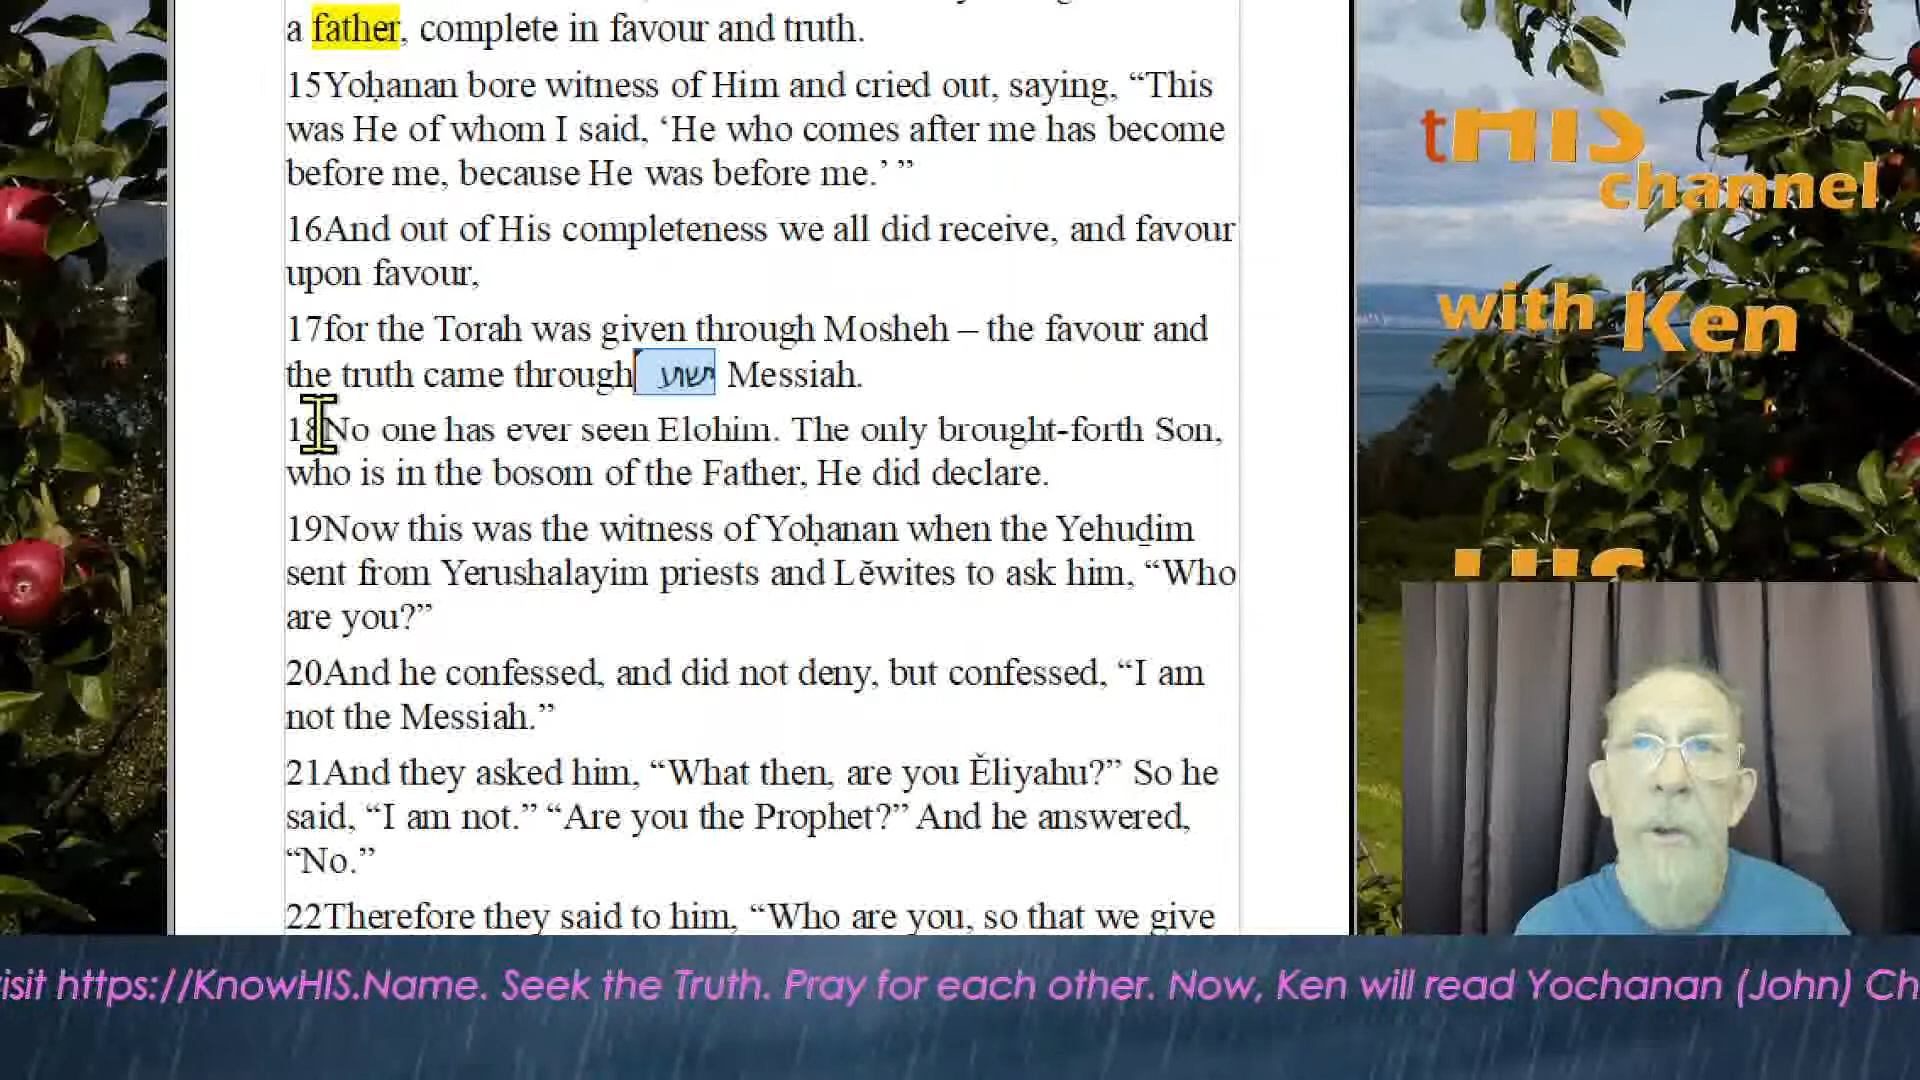 a father, complete in favour and truth.
15Yoḥanan bore witness of Him and cried out, saying, “This
was He of whom I said, ‘He who comes after me has become
before me, because He was before me.’ ”
16And out of His completeness we all did receive, and favour
upon favour,
17for the Torah was given through Mosheh – the favour and
the truth came through יהושע Messiah.
18No one has ever seen Elohim. The only brought-forth Son,
who is in the bosom of the Father, He did declare.
19Now this was the witness of Yoḥanan when the Yehuḏim
sent from Yerushalayim priests and Lĕwites to ask him, “Who
are you?”
20And he confessed, and did not deny, but confessed, “I am
not the Messiah.”
21And they asked him, “What then, are you Ĕliyahu?” So he
said, “I am not.” “Are you the Prophet?” And he answered,
“No.”
22Therefore they said to him, “Who are you, so that we give
tHIS
channel
with Ken
HIS
visit https://KnowHIS.Name. Seek the Truth. Pray for each other. Now, Ken will read Yochanan (John) Ch